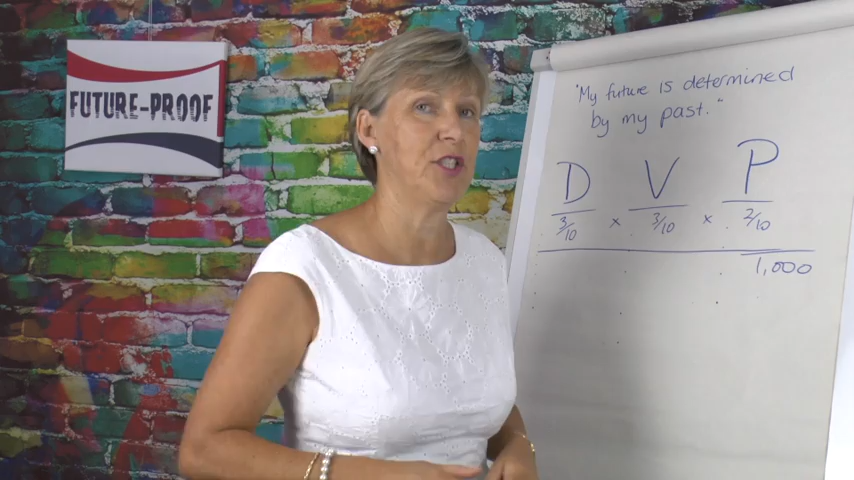 FUTURE-PROOF
"My future is determined
by my past."
D V P
3/10 x 3/10 x 2/10
1,000